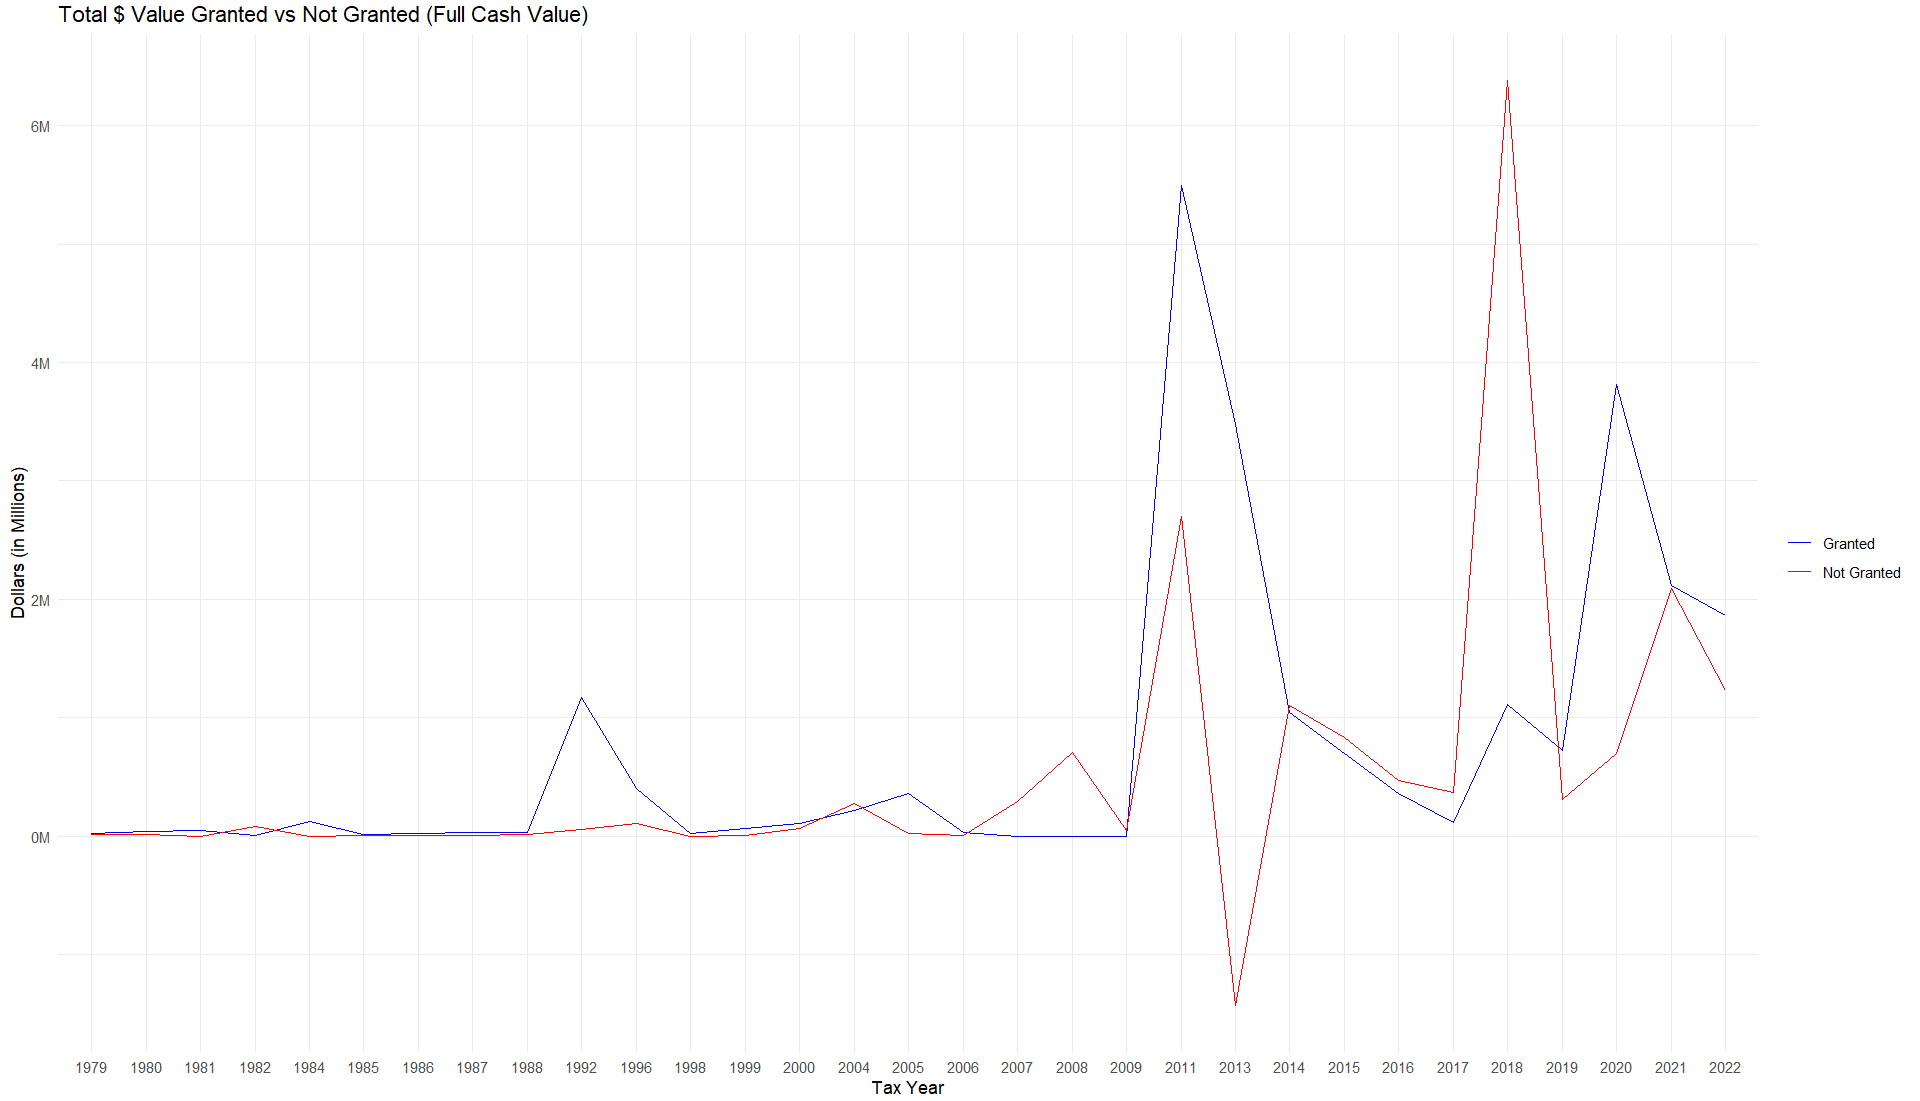 Total $ Value Granted vs Not Granted (Full Cash Value)
6M
4M
2M
0M
Dollars (in Millions)
1979 1980 1981 1982 1984 1985 1986 1987 1988 1992 1996 1998 1999 2000 2004 2005 2006 2007 2008 2009 2011 2013 2014 2015 2016 2017 2018 2019 2020 2021 2022
Tax Year
Granted
Not Granted